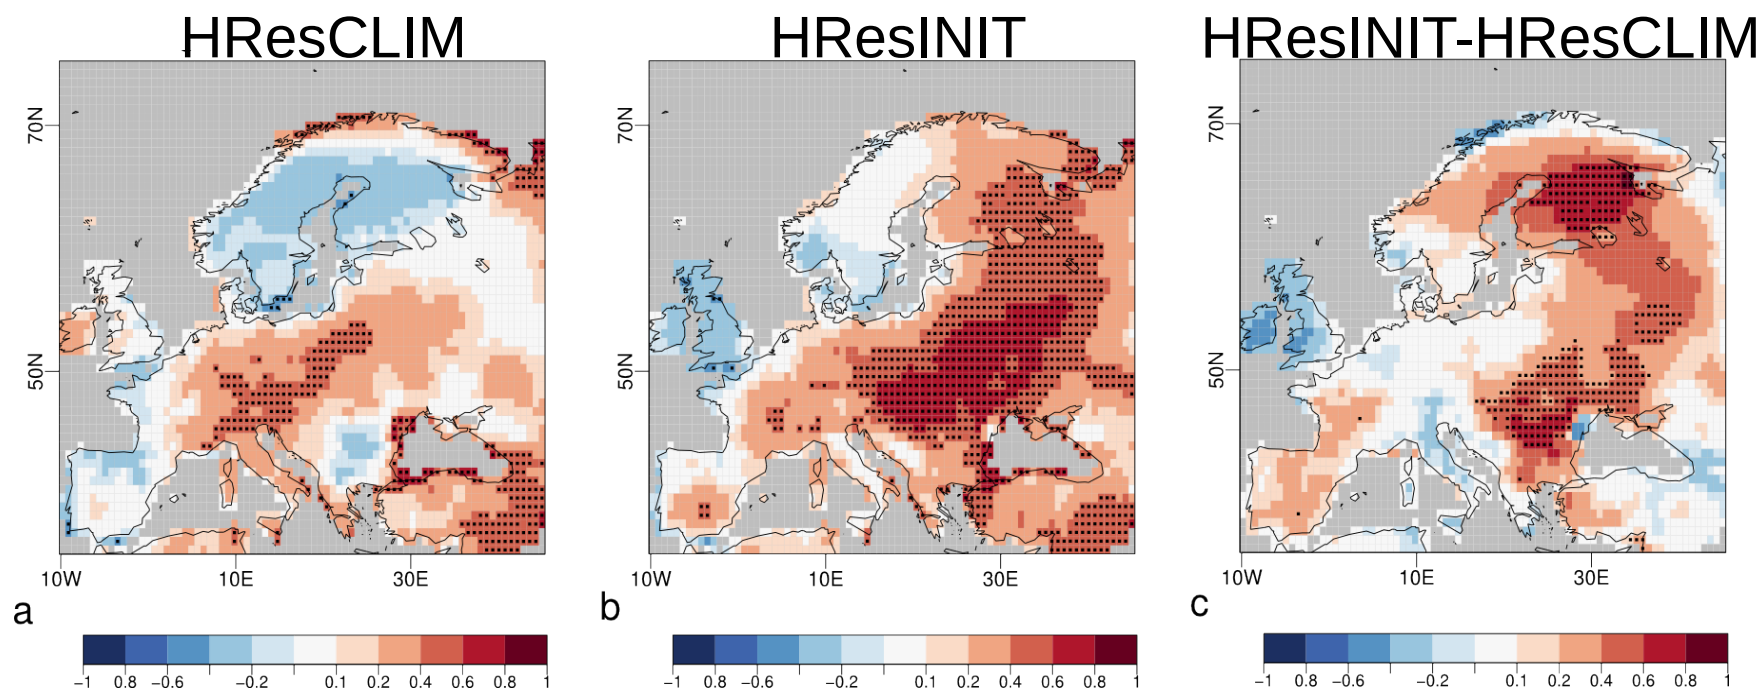 HResCLIM HResINIT HResINIT-HResCLIM
70N 70N 70N
50N 50N 50N
10W 10E 30E 10W 10E 30E 10W 10E 30E
a b c
−1 0.8 −0.6 −0.2 0.1 0.2 0.4 0.6 0.8 1 −1 0.8 −0.6 −0.2 0.1 0.2 0.4 0.6 0.8 1 −1 0.8 −0.6 −0.2 0.1 0.2 0.4 0.6 0.8 1